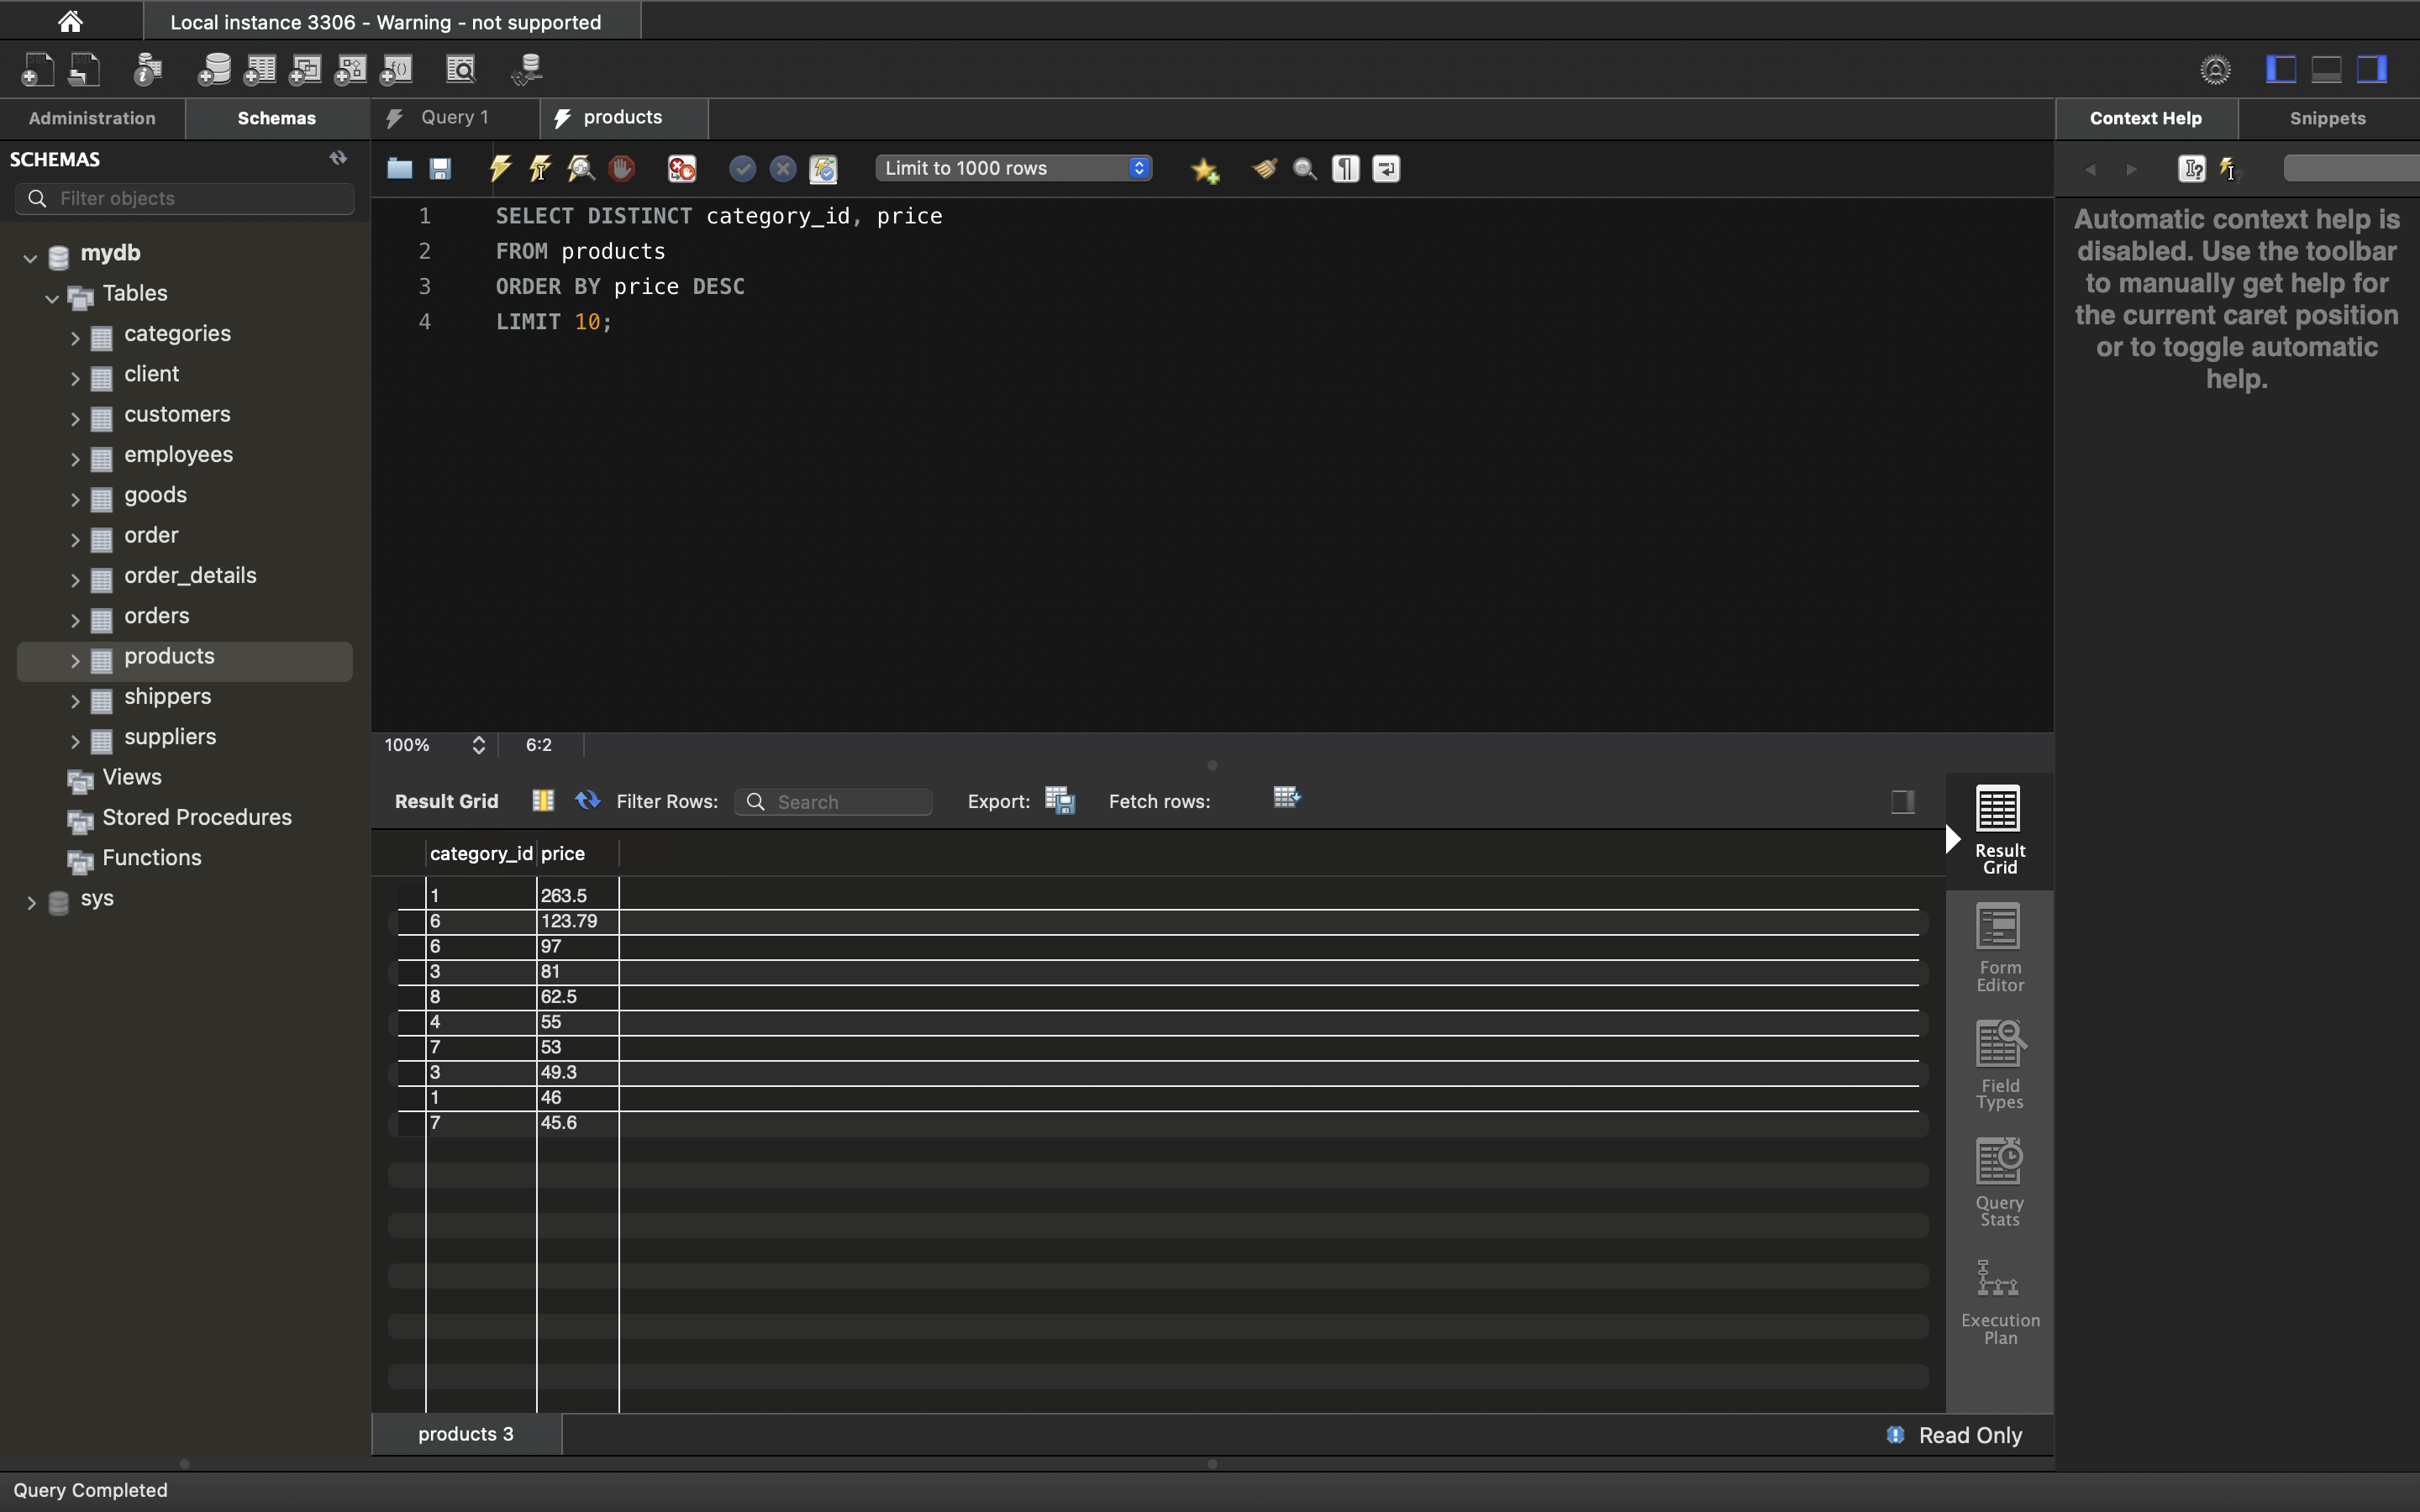 Local instance 3306 - Warning - not supported
Administration
Schemas
Query 1
products
Context Help
Snippets
SCHEMAS
Filter objects
Limit to 1000 rows
mydb
Tables
categories
client
customers
employees
goods
order
order_details
orders
products
shippers
suppliers
Views
Stored Procedures
Functions
sys
1 SELECT DISTINCT category_id, price
2 FROM products
3 ORDER BY price DESC
4 LIMIT 10;
Automatic context help is
disabled. Use the toolbar
to manually get help for
the current caret position
or to toggle automatic
help.
100% 6:2
Result Grid Filter Rows: Search Export: Fetch rows:
category_id price
1 263.5
6 123.79
6 97
3 81
8 62.5
4 55
7 53
3 49.3
1 46
7 45.6
Result
Grid
Form
Editor
Field
Types
Query
Stats
Execution
Plan
products 3
Read Only
Query Completed